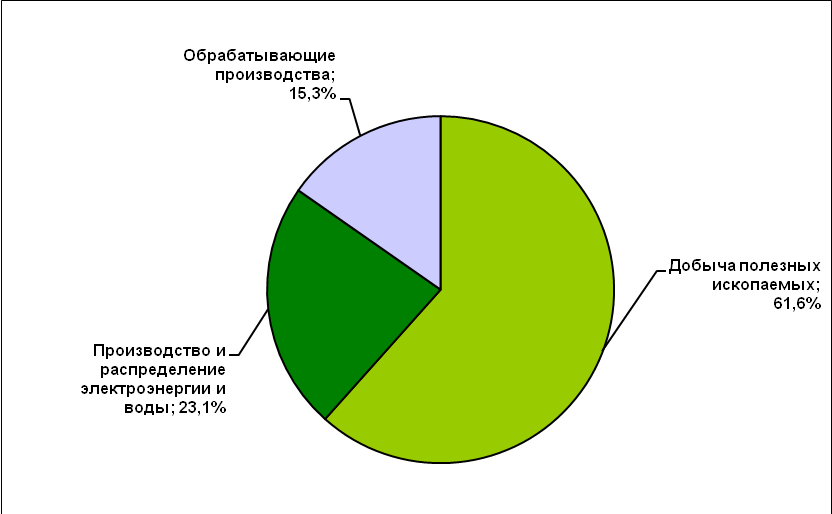 Обрабатывающие
производства;
15,3%
Добыча полезных
ископаемых;
61,6%
Производство и
распределение
электроэнергии и
воды; 23,1%